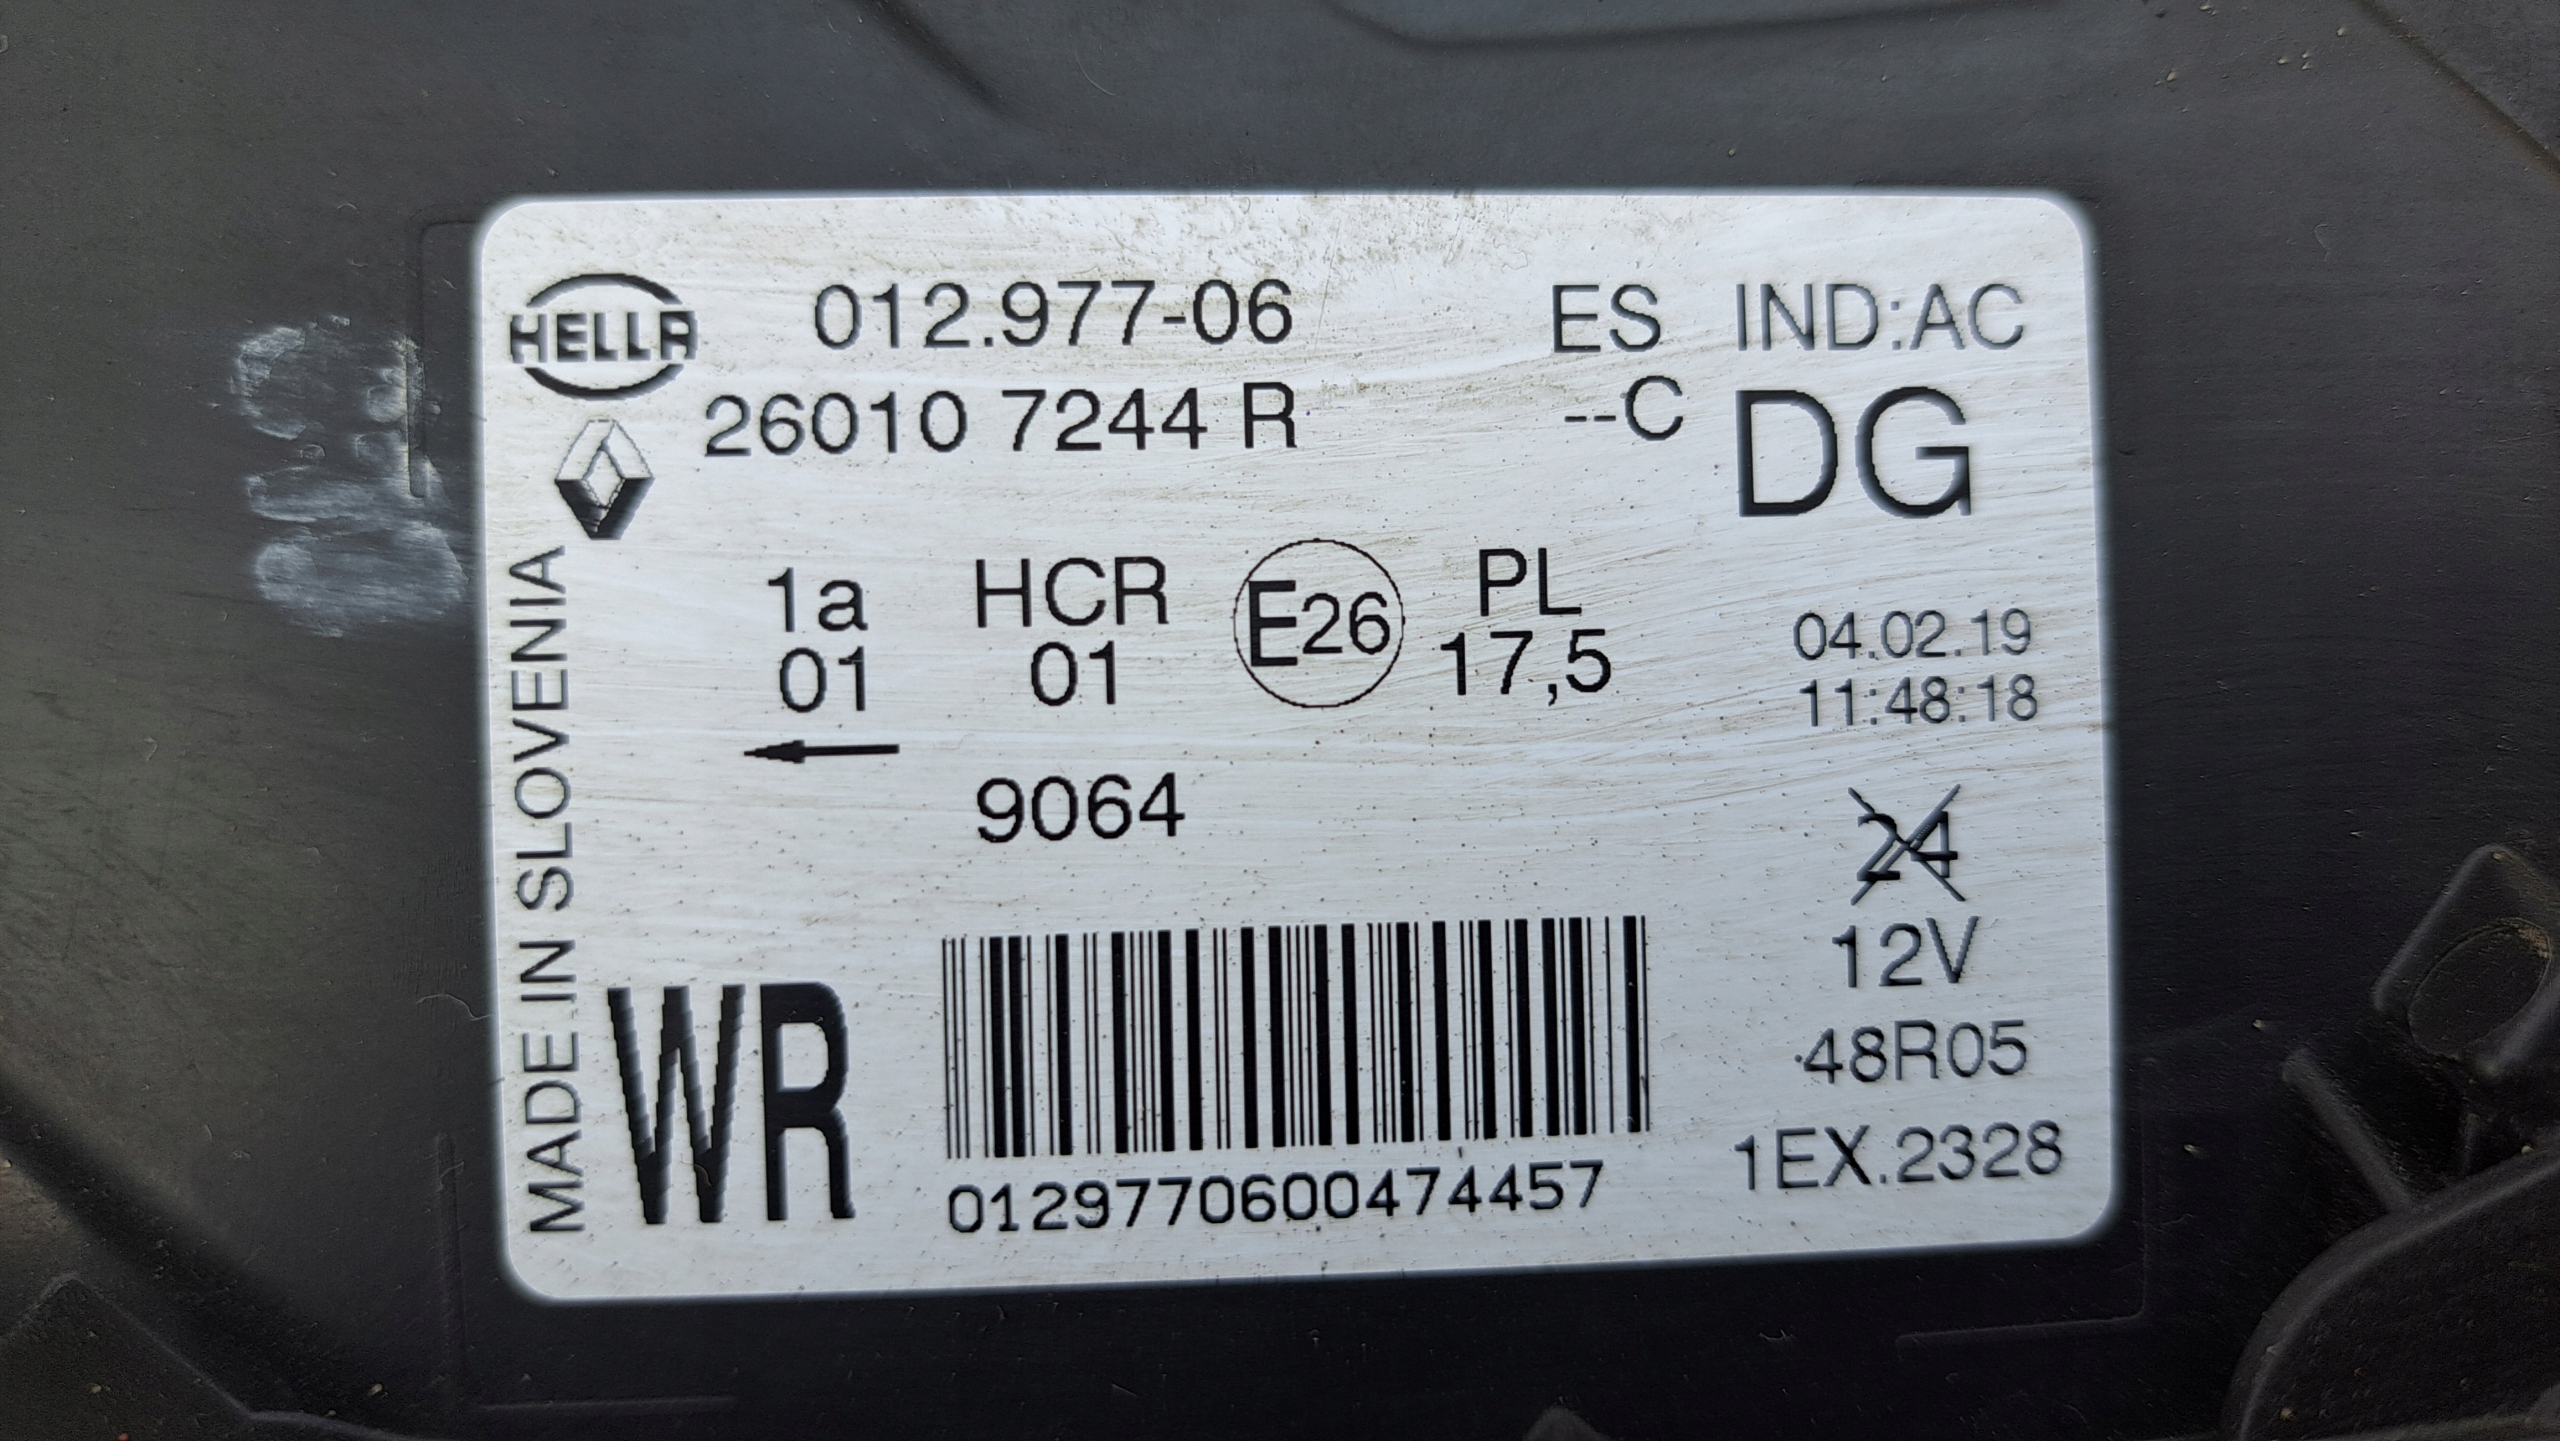 HELLA 012.977-06 ES IND:AC
26010 7244 R --C DG
1a HCR E26 PL
01 01 17,5
04.02.19
11:48:18
9064
24
12V
48R05
1EX.2328
MADE IN SLOVENIA
WR
0129770600474457